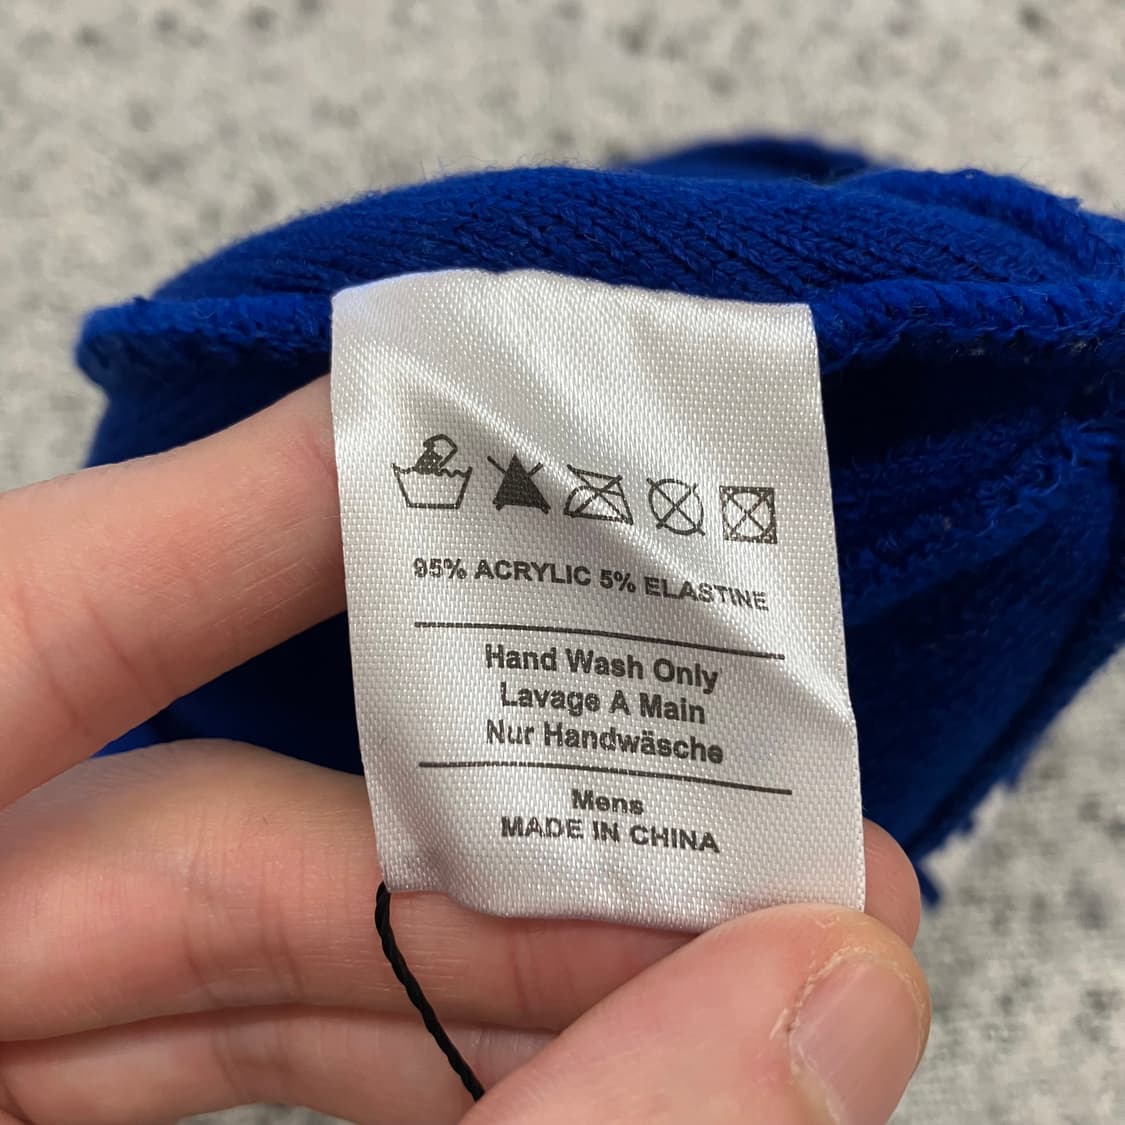 95% ACRYLIC 5% ELASTINE
Hand Wash Only
Lavage A Main
Nur Handwäsche
Mens
MADE IN CHINA